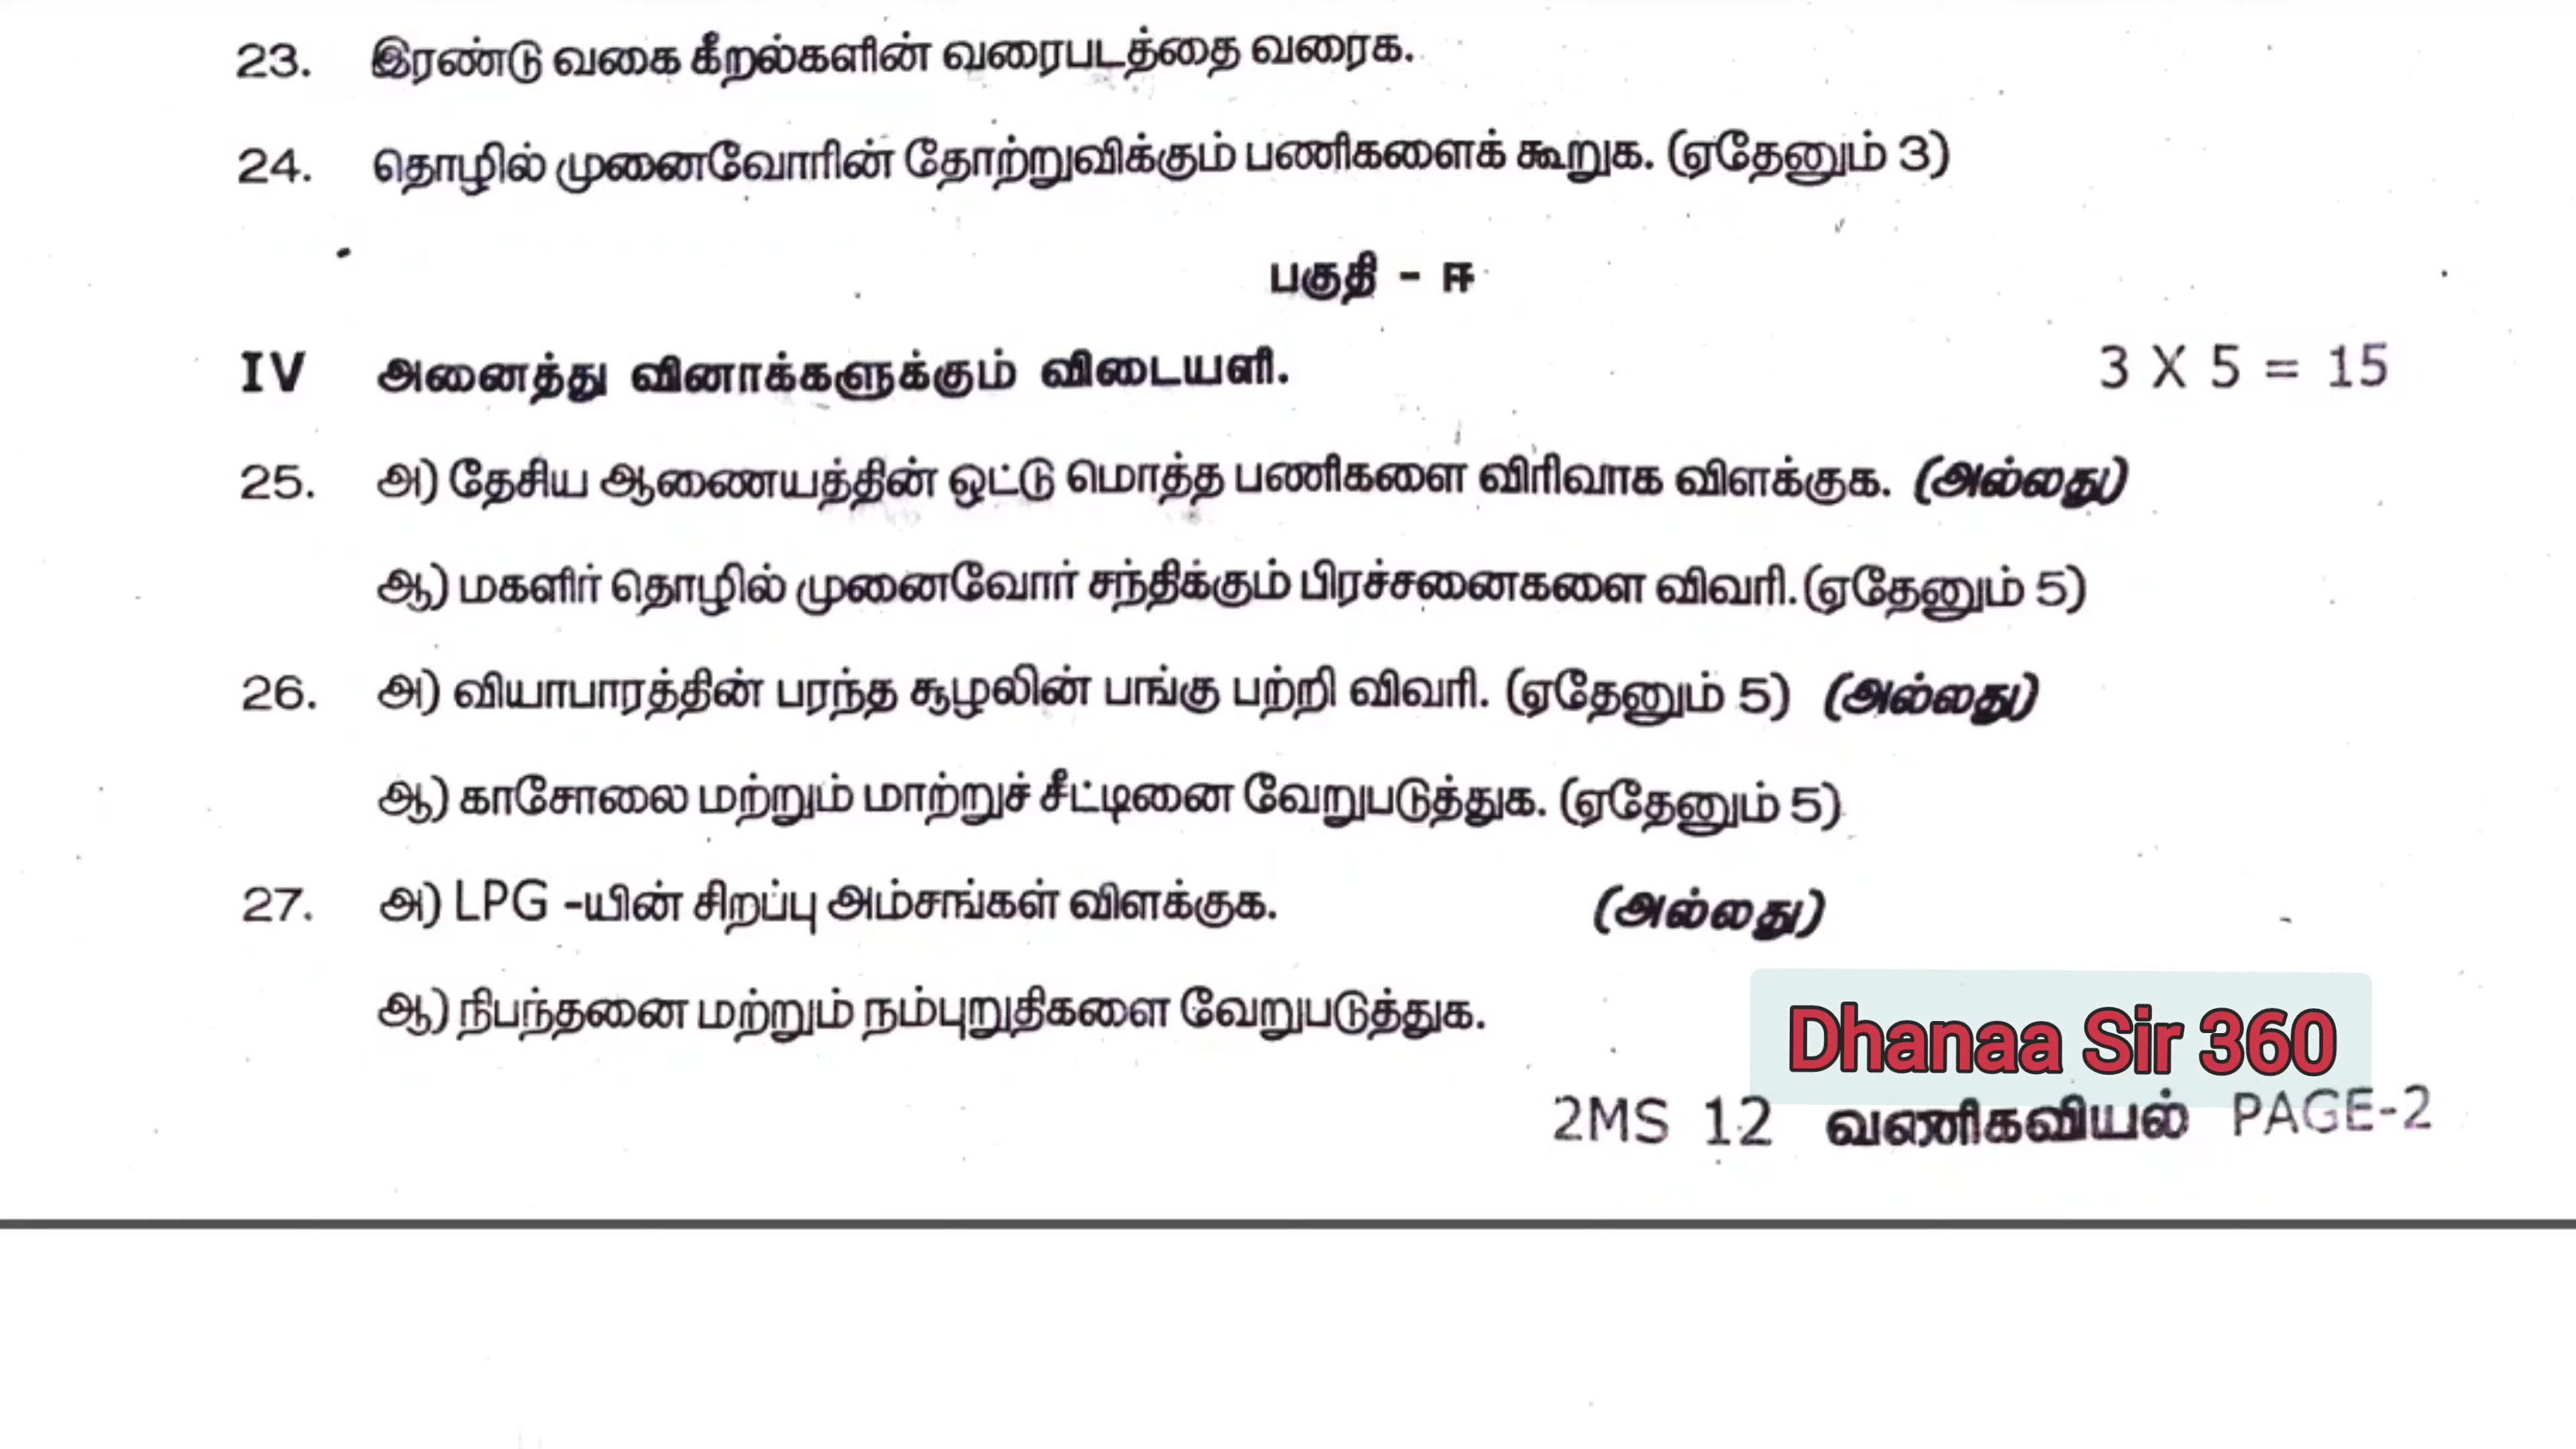 23. இரண்டு வகை கீறல்களின் வரைபடத்தை வரைக.
24. தொழில் முனைவோரின் தோற்றுவிக்கும் பணிகளைக் கூறுக. (ஏதேனும் 3)
பகுதி - ஈ
IV அனைத்து வினாக்களுக்கும் விடையளி. 3 X 5 = 15
25. அ) தேசிய ஆணையத்தின் ஒட்டு மொத்த பணிகளை விரிவாக விளக்குக. (அல்லது)
ஆ) மகளிர் தொழில் முனைவோர் சந்திக்கும் பிரச்சனைகளை விவரி. (ஏதேனும் 5)
26. அ) வியாபாரத்தின் பரந்த சூழலின் பங்கு பற்றி விவரி. (ஏதேனும் 5) (அல்லது)
ஆ) காசோலை மற்றும் மாற்றுச் சீட்டினை வேறுபடுத்துக. (ஏதேனும் 5)
27. அ) LPG -யின் சிறப்பு அம்சங்கள் விளக்குக. (அல்லது)
ஆ) நிபந்தனை மற்றும் நம்புறுதிகளை வேறுபடுத்துக.
Dhanaa Sir 360
2MS 12 வணிகவியல் PAGE-2